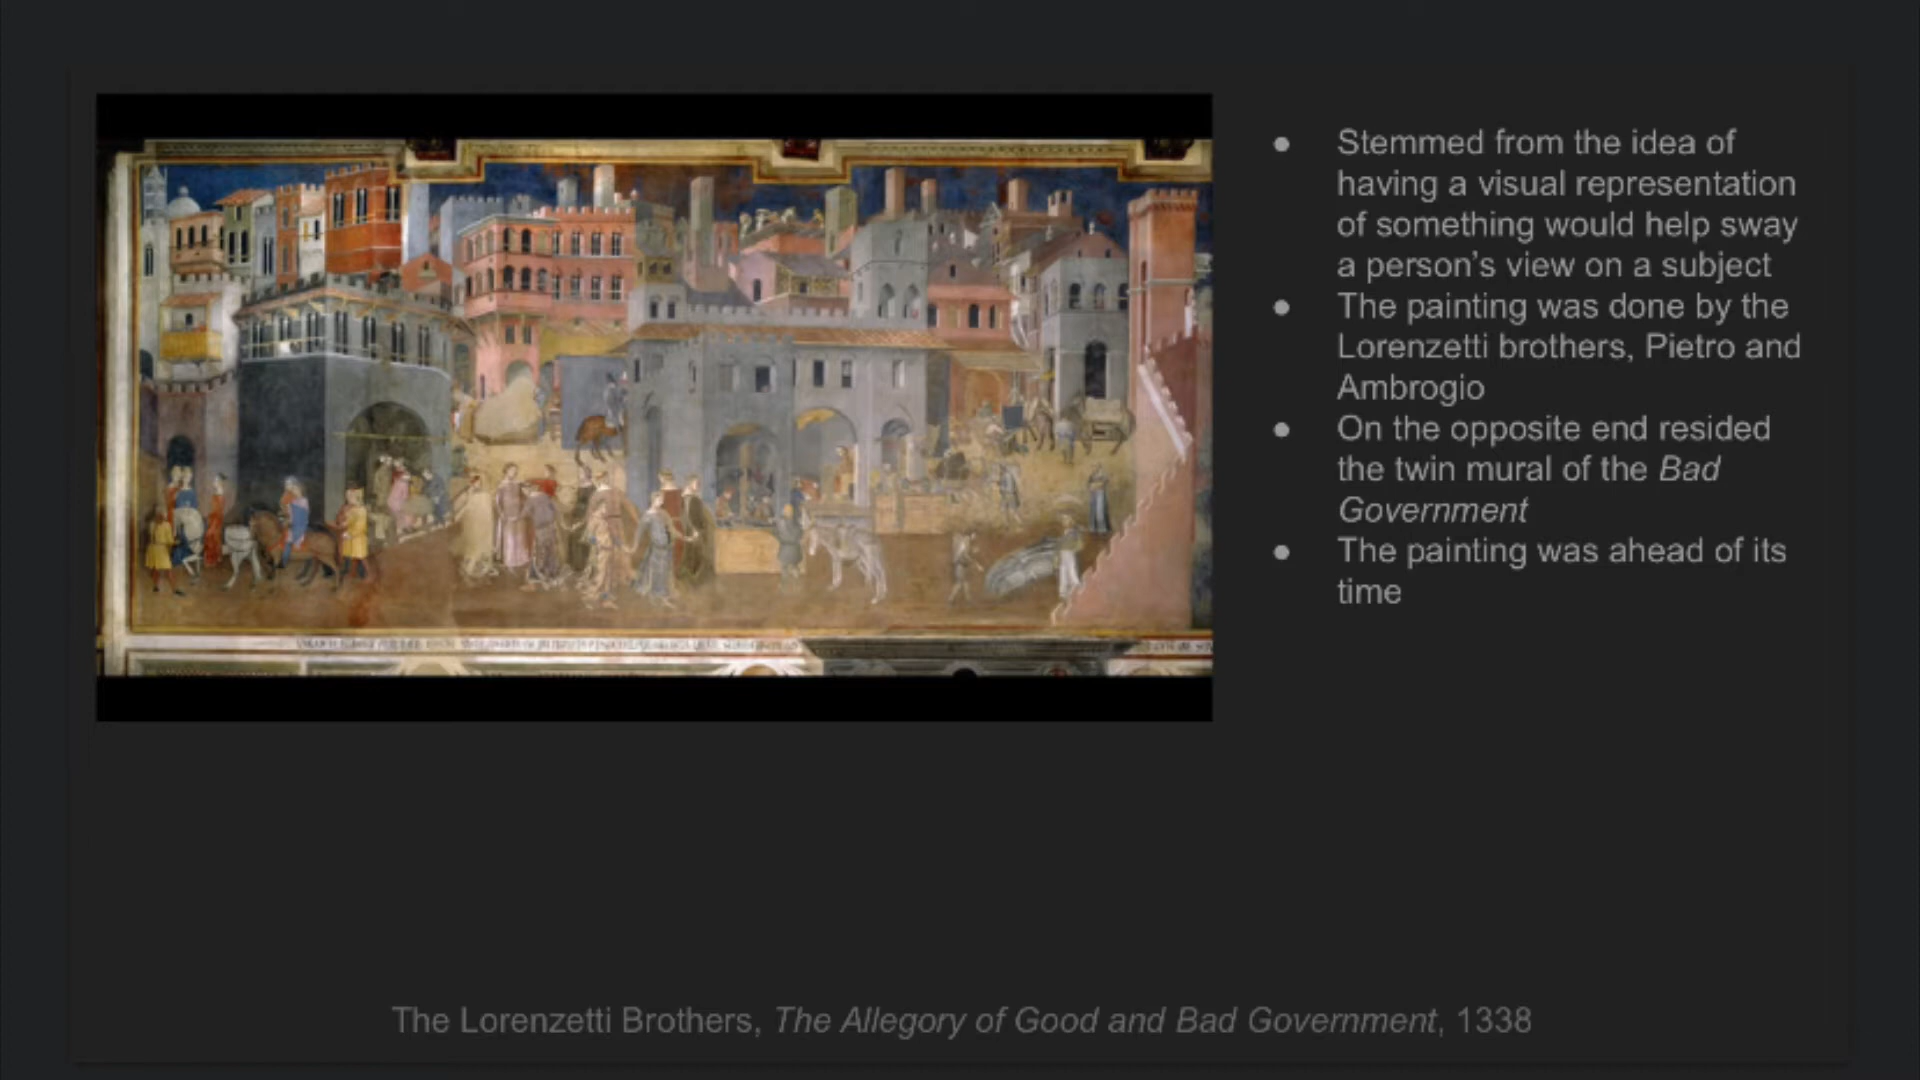 Stemmed from the idea of
having a visual representation
of something would help sway
a person's view on a subject
The painting was done by the
Lorenzetti brothers, Pietro and
Ambrogio
On the opposite end resided
the twin mural of the Bad
Government
The painting was ahead of its
time
The Lorenzetti Brothers, The Allegory of Good and Bad Government, 1338